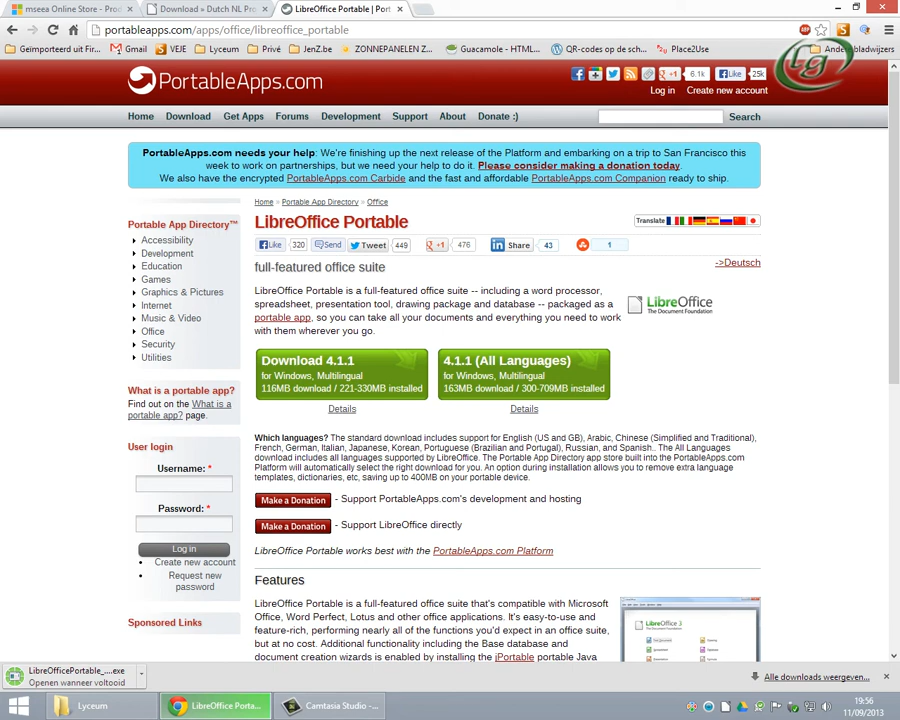 mseea Online Store - Produ
Download » Dutch NL Pro
LibreOffice Portable | Port
portableapps.com/apps/office/libreoffice_portable
Geïmporteerd uit Fir...
Gmail
VEJE
Lyceum
Privé
JenZ.be
ZONNEPANELEN Z...
Guacamole - HTML...
QR-codes op de sch...
Place2Use
Andere bladwijzers
lg
PortableApps.com
+1
6.1k
Like
25k
Log in
Create new account
Home
Download
Get Apps
Forums
Development
Support
About
Donate :)
Search
PortableApps.com needs your help: We're finishing up the next release of the Platform and embarking on a trip to San Francisco this
week to work on partnerships, but we need your help to do it. Please consider making a donation today.
We also have the encrypted PortableApps.com Carbide and the fast and affordable PortableApps.com Companion ready to ship.
Home » Portable App Directory » Office
Portable App Directory™
Accessibility
Development
Education
Games
Graphics & Pictures
Internet
Music & Video
Office
Security
Utilities
What is a portable app?
Find out on the What is a
portable app? page.
User login
Username: *
Password: *
Log in
Create new account
Request new
password
Sponsored Links
LibreOffice Portable
Translate
Like
320
Send
Tweet
449
+1
476
Share
43
1
full-featured office suite
->Deutsch
LibreOffice Portable is a full-featured office suite -- including a word processor,
spreadsheet, presentation tool, drawing package and database -- packaged as a
portable app, so you can take all your documents and everything you need to work
with them wherever you go.
LibreOffice
The Document Foundation
Download 4.1.1
for Windows, Multilingual
116MB download / 221-330MB installed
Details
4.1.1 (All Languages)
for Windows, Multilingual
163MB download / 300-709MB installed
Details
Which languages? The standard download includes support for English (US and GB), Arabic, Chinese (Simplified and Traditional),
French, German, Italian, Japanese, Korean, Portuguese (Brazilian and Portugal), Russian, and Spanish.. The All Languages
download includes all languages supported by LibreOffice. The Portable App Directory app store built into the PortableApps.com
Platform will automatically select the right download for you. An option during installation allows you to remove extra language
templates, dictionaries, etc, saving up to 400MB on your portable device.
Make a Donation - Support PortableApps.com's development and hosting
Make a Donation - Support LibreOffice directly
LibreOffice Portable works best with the PortableApps.com Platform
Features
LibreOffice Portable is a full-featured office suite that's compatible with Microsoft
Office, Word Perfect, Lotus and other office applications. It's easy-to-use and
feature-rich, performing nearly all of the functions you'd expect in an office suite,
but at no cost. Additional functionality including the Base database and
document creation wizards is enabled by installing the jPortable portable Java
LibreOffice 3
LibreOfficePortable_....exe
Openen wanneer voltooid
Alle downloads weergeven...
Lyceum
LibreOffice Porta...
Camtasia Studio -...
19:56
11/09/2013